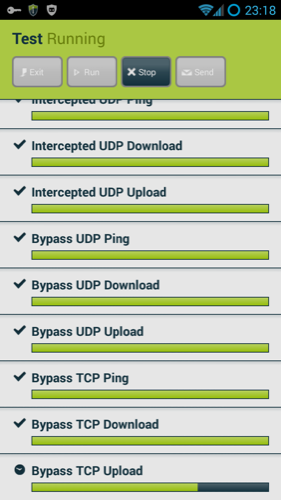 23:18
Test Running
Exit Run Stop Send
Intercepted UDP Ping
Intercepted UDP Download
Intercepted UDP Upload
Bypass UDP Ping
Bypass UDP Download
Bypass UDP Upload
Bypass TCP Ping
Bypass TCP Download
Bypass TCP Upload